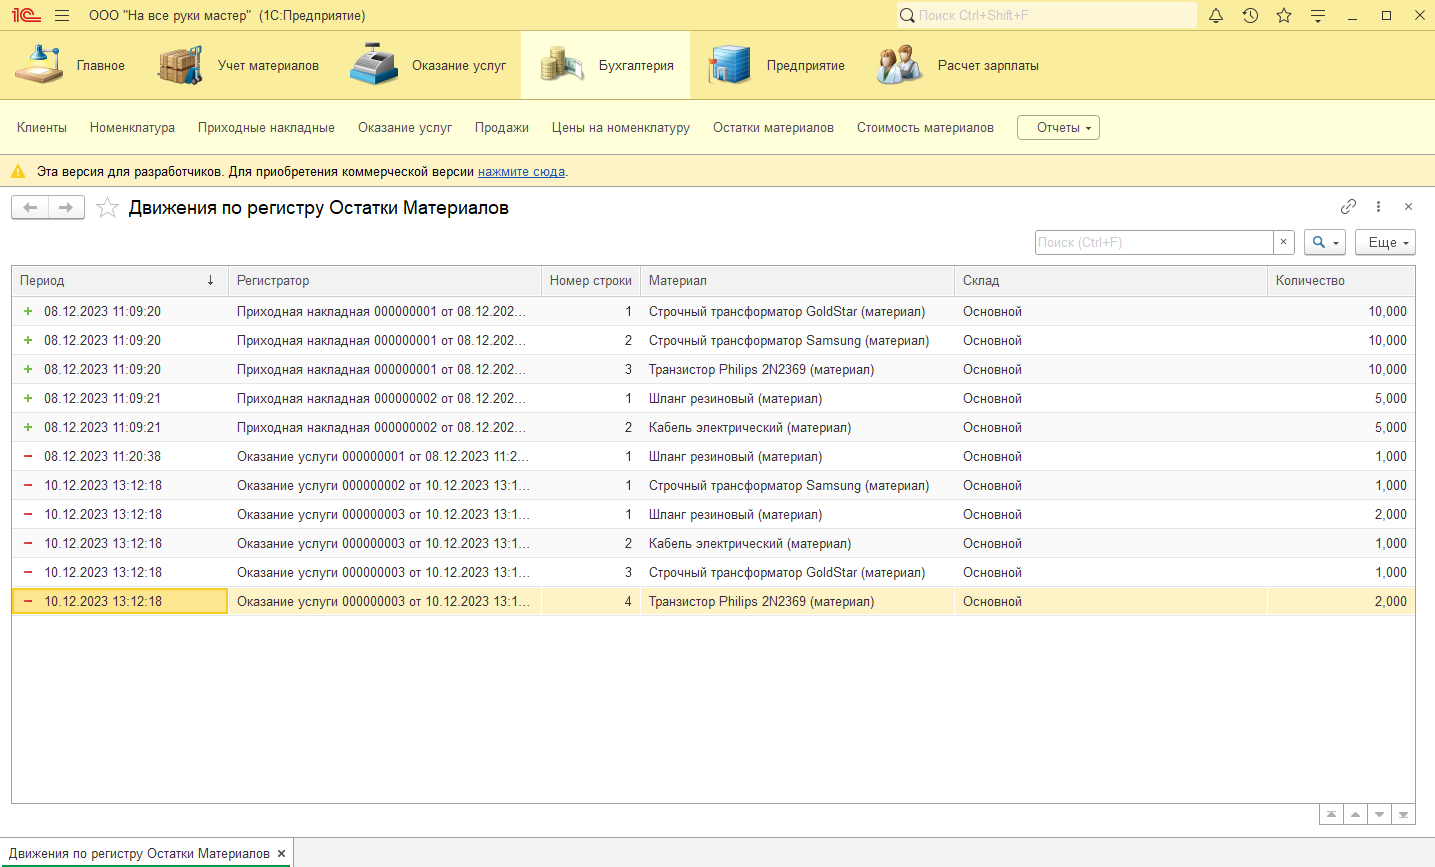 1С ООО "На все руки мастер" (1С:Предприятие) Поиск Ctrl+Shift+F
Главное Учет материалов Оказание услуг Бухгалтерия Предприятие Расчет зарплаты
Клиенты Номенклатура Приходные накладные Оказание услуг Продажи Цены на номенклатуру Остатки материалов Стоимость материалов Отчеты
Эта версия для разработчиков. Для приобретения коммерческой версии нажмите сюда.
Движения по регистру Остатки Материалов
Поиск (Ctrl+F) × Еще
Период ↓ Регистратор Номер строки Материал Склад Количество
+ 08.12.2023 11:09:20 Приходная накладная 000000001 от 08.12.202... 1 Строчный трансформатор GoldStar (материал) Основной 10,000
+ 08.12.2023 11:09:20 Приходная накладная 000000001 от 08.12.202... 2 Строчный трансформатор Samsung (материал) Основной 10,000
+ 08.12.2023 11:09:20 Приходная накладная 000000001 от 08.12.202... 3 Транзистор Philips 2N2369 (материал) Основной 10,000
+ 08.12.2023 11:09:21 Приходная накладная 000000002 от 08.12.202... 1 Шланг резиновый (материал) Основной 5,000
+ 08.12.2023 11:09:21 Приходная накладная 000000002 от 08.12.202... 2 Кабель электрический (материал) Основной 5,000
− 08.12.2023 11:20:38 Оказание услуги 000000001 от 08.12.2023 11:2... 1 Шланг резиновый (материал) Основной 1,000
− 10.12.2023 13:12:18 Оказание услуги 000000002 от 10.12.2023 13:1... 1 Строчный трансформатор Samsung (материал) Основной 1,000
− 10.12.2023 13:12:18 Оказание услуги 000000003 от 10.12.2023 13:1... 1 Шланг резиновый (материал) Основной 2,000
− 10.12.2023 13:12:18 Оказание услуги 000000003 от 10.12.2023 13:1... 2 Кабель электрический (материал) Основной 1,000
− 10.12.2023 13:12:18 Оказание услуги 000000003 от 10.12.2023 13:1... 3 Строчный трансформатор GoldStar (материал) Основной 1,000
− 10.12.2023 13:12:18 Оказание услуги 000000003 от 10.12.2023 13:1... 4 Транзистор Philips 2N2369 (материал) Основной 2,000
Движения по регистру Остатки Материалов ×